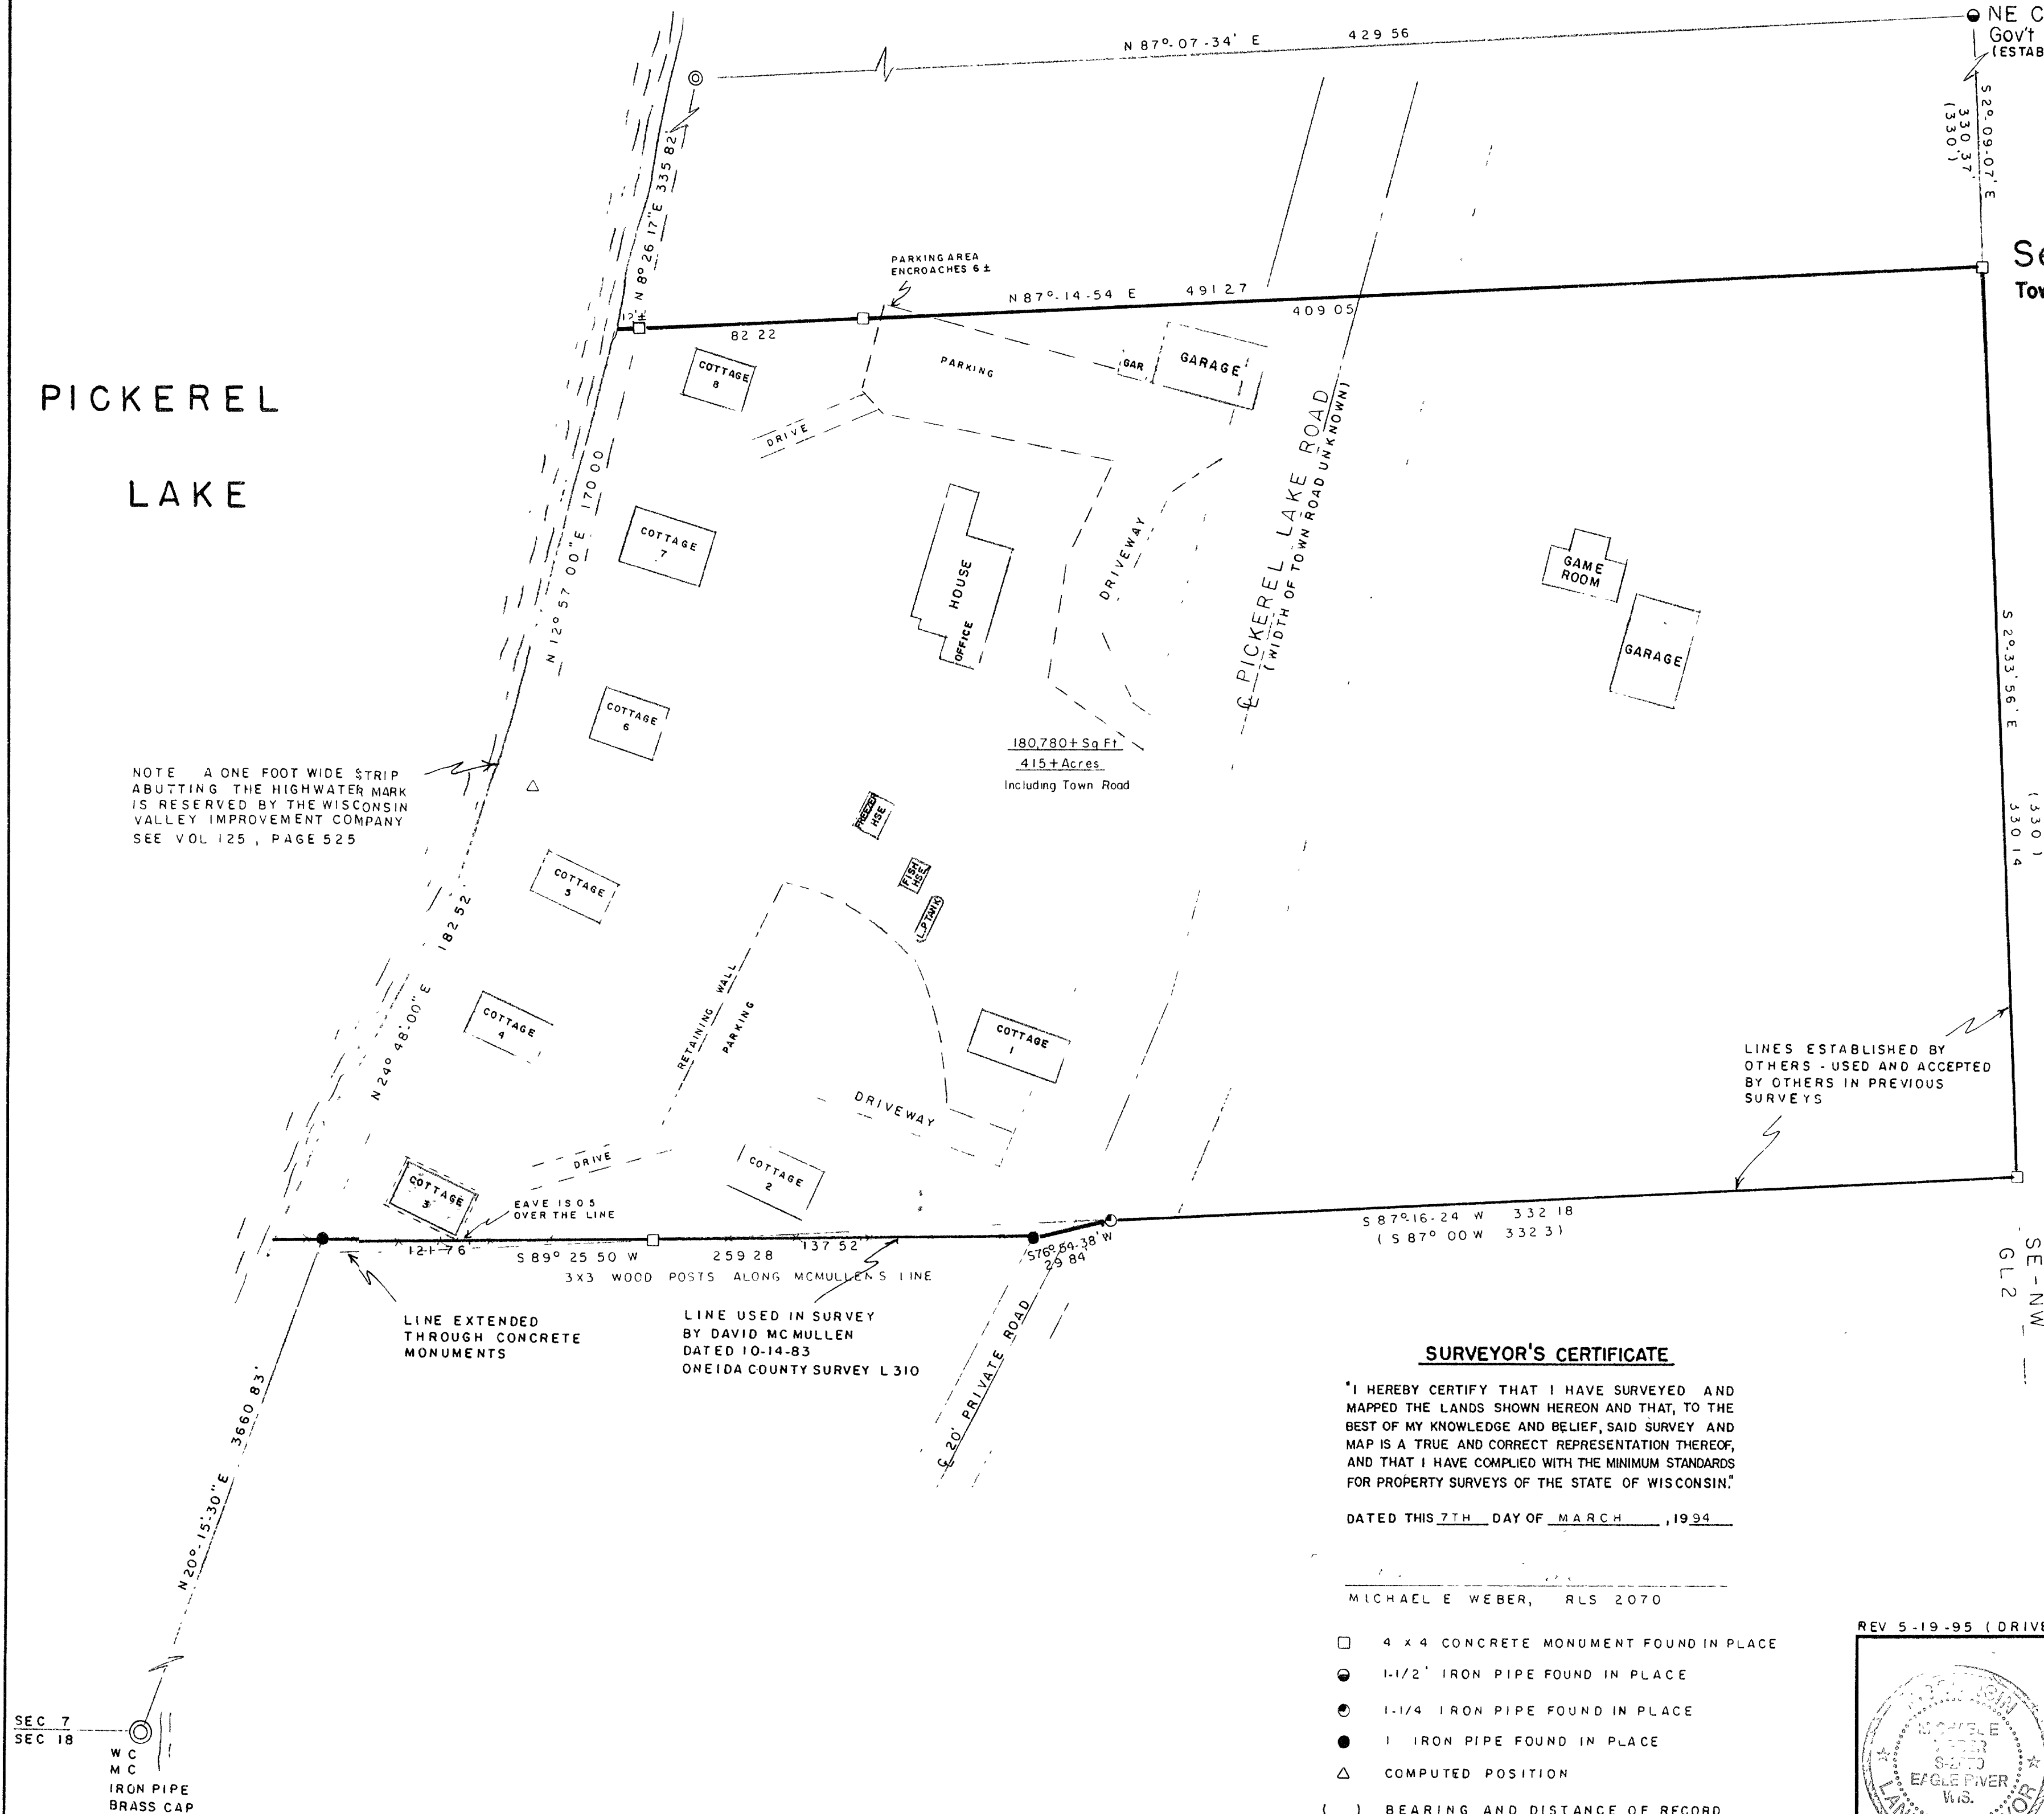 N 87°-07-34' E 429 56
NE C
Gov't
(ESTAB
S 2°-09-07' E
330 37'
(330')
N 8° 26 17" E 335 82'
PARKING AREA
ENCROACHES 6 ±
N 87°-14-54 E 491 27
409 05
82 22
12'±
Se
Tow
PICKEREL
LAKE
COTTAGE
8
PARKING
GAR
GARAGE
DRIVE
N 12° 57 00" E 170 00
COTTAGE
7
HOUSE
OFFICE
DRIVEWAY
℄ PICKEREL LAKE ROAD
(WIDTH OF TOWN ROAD UNKNOWN)
GAME
ROOM
GARAGE
S 2°-33' 56' E
330 14
(330)
COTTAGE
6
180,780± Sq Ft
415± Acres
Including Town Road
NOTE A ONE FOOT WIDE STRIP
ABUTTING THE HIGHWATER MARK
IS RESERVED BY THE WISCONSIN
VALLEY IMPROVEMENT COMPANY
SEE VOL 125, PAGE 525
FREEZER
HSE
FISH
HSE
L.P TANK
COTTAGE
5
N 24° 48'-00" E 182 52'
COTTAGE
4
RETAINING WALL
PARKING
COTTAGE
1
DRIVEWAY
LINES ESTABLISHED BY
OTHERS - USED AND ACCEPTED
BY OTHERS IN PREVIOUS
SURVEYS
COTTAGE
3
DRIVE
COTTAGE
2
EAVE IS 0 5
OVER THE LINE
121 76
S 89° 25 50 W 259 28
137 52
S76°-54-38' W
29 84
S 87°-16-24 W 332 18
(S 87° 00 W 332 3)
3X3 WOOD POSTS ALONG MCMULLENS LINE
SE - NW
GL 2
LINE EXTENDED
THROUGH CONCRETE
MONUMENTS
LINE USED IN SURVEY
BY DAVID MC MULLEN
DATED 10-14-83
ONEIDA COUNTY SURVEY L 310
℄ 20' PRIVATE ROAD
N 20°-15'-30" E 3660 83'
SURVEYOR'S CERTIFICATE
"I HEREBY CERTIFY THAT I HAVE SURVEYED AND
MAPPED THE LANDS SHOWN HEREON AND THAT, TO THE
BEST OF MY KNOWLEDGE AND BELIEF, SAID SURVEY AND
MAP IS A TRUE AND CORRECT REPRESENTATION THEREOF,
AND THAT I HAVE COMPLIED WITH THE MINIMUM STANDARDS
FOR PROPERTY SURVEYS OF THE STATE OF WISCONSIN."
DATED THIS 7TH DAY OF MARCH, 1994
MICHAEL E WEBER, RLS 2070
4 x 4 CONCRETE MONUMENT FOUND IN PLACE
1-1/2' IRON PIPE FOUND IN PLACE
1-1/4 IRON PIPE FOUND IN PLACE
1 IRON PIPE FOUND IN PLACE
COMPUTED POSITION
( ) BEARING AND DISTANCE OF RECORD
REV 5-19-95 (DRIVE
EAGLE RIVER
WIS.
SEC 7
SEC 18
W C
M C
IRON PIPE
BRASS CAP